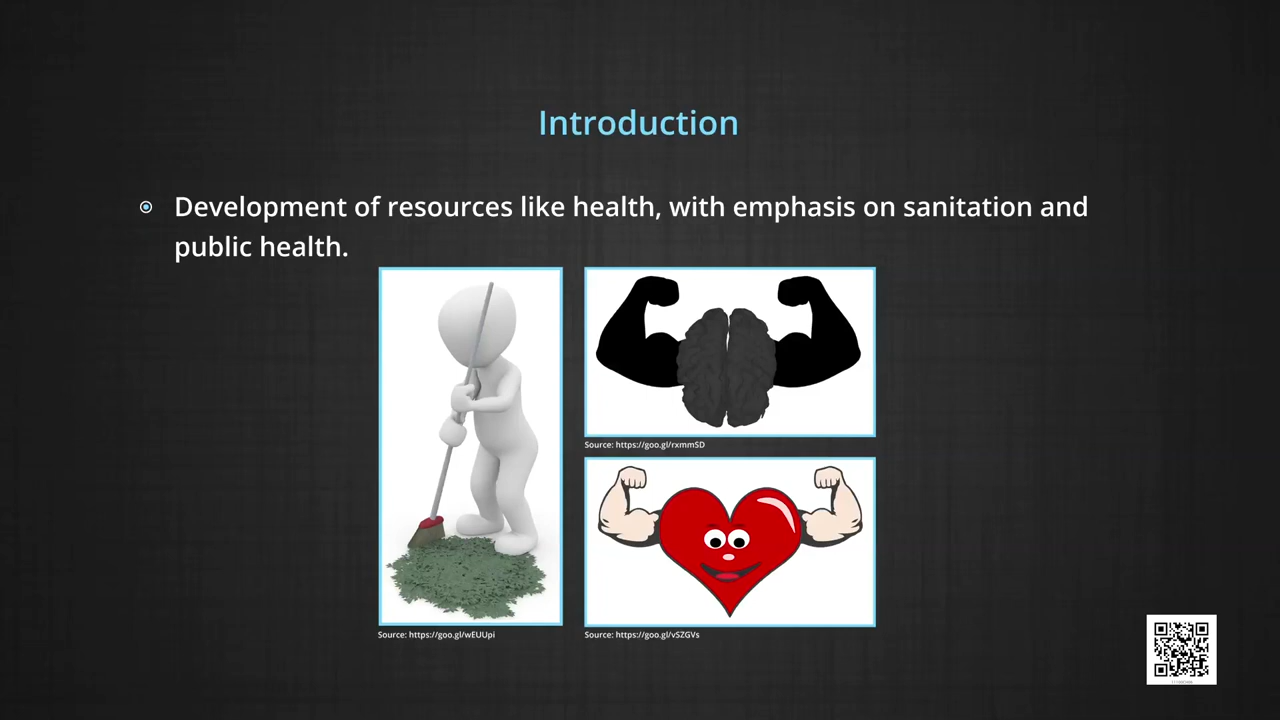 Introduction
Development of resources like health, with emphasis on sanitation and
public health.
Source: https://goo.gl/rxmmSD
Source: https://goo.gl/wEUUpi
Source: https://goo.gl/vSZGVs